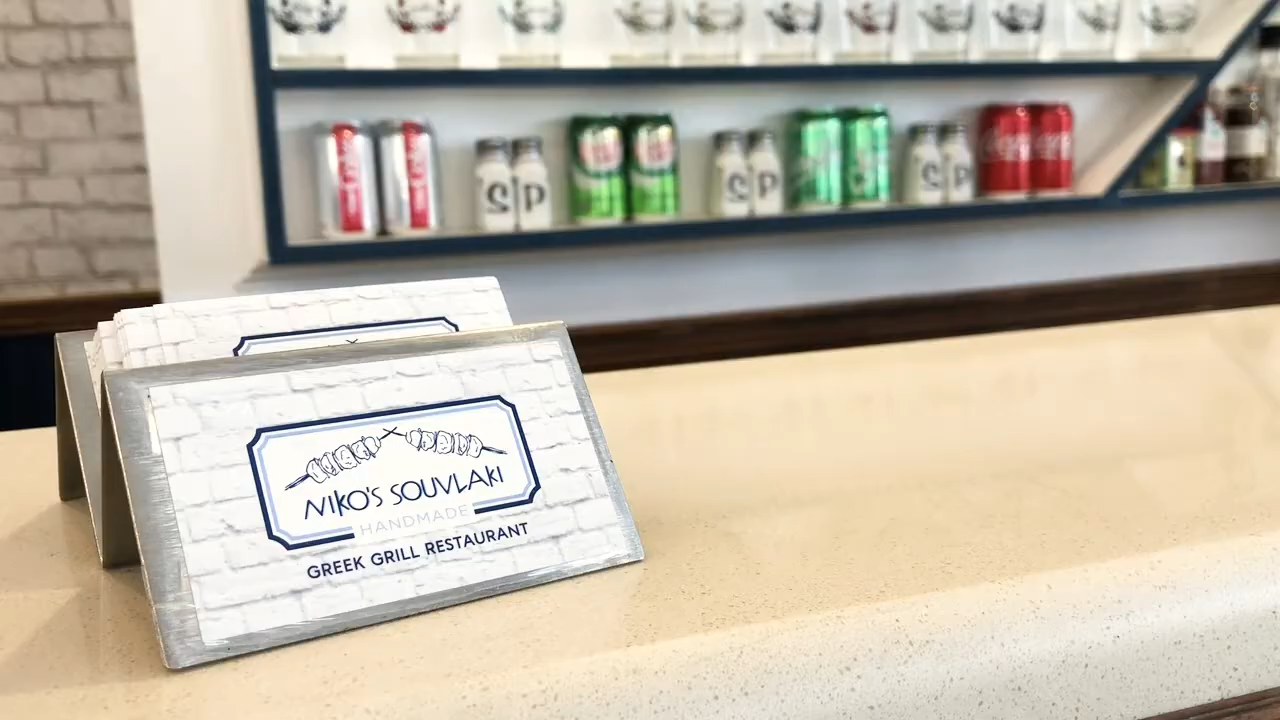 S P
S P
S P
NIKO'S SOUVLAKI
HANDMADE
GREEK GRILL RESTAURANT